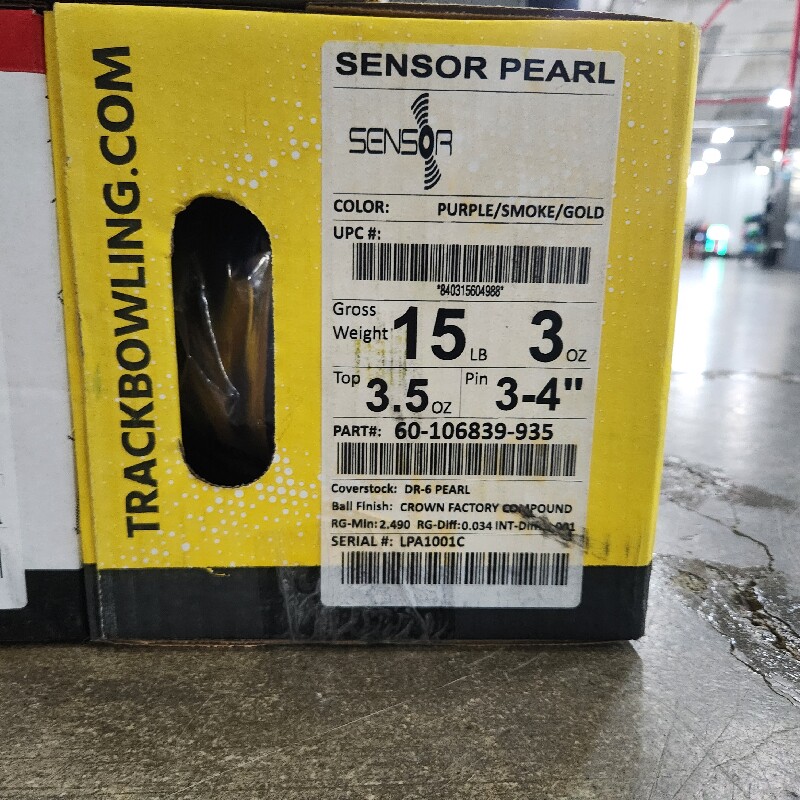 TRACKBOWLING.COM
SENSOR PEARL
SENSOR
COLOR: PURPLE/SMOKE/GOLD
UPC #:
*840315604988*
Gross Weight 15 LB 3 OZ
Top 3.5 OZ Pin 3-4"
PART#: 60-106839-935
Coverstock: DR-6 PEARL
Ball Finish: CROWN FACTORY COMPOUND
RG-Min: 2.490 RG-Diff: 0.034 INT-Diff:
SERIAL #: LPA1001C